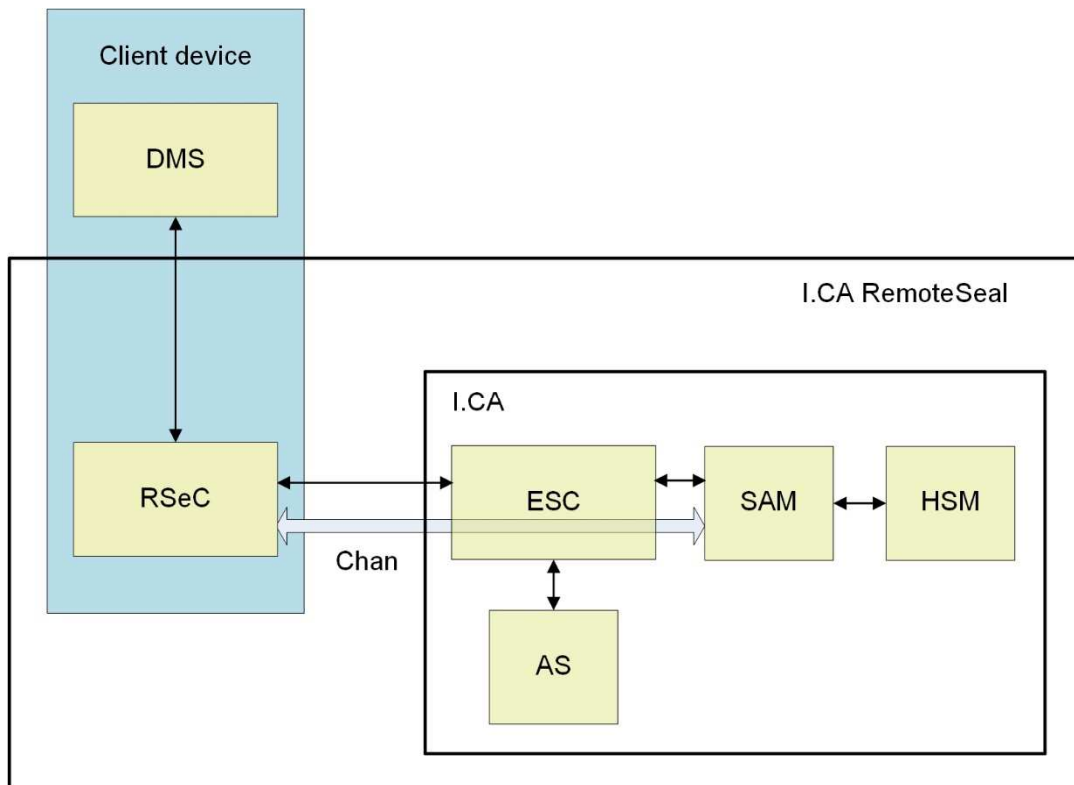 Client device
DMS
I.CA RemoteSeal
I.CA
RSeC
ESC
SAM
HSM
Chan
AS